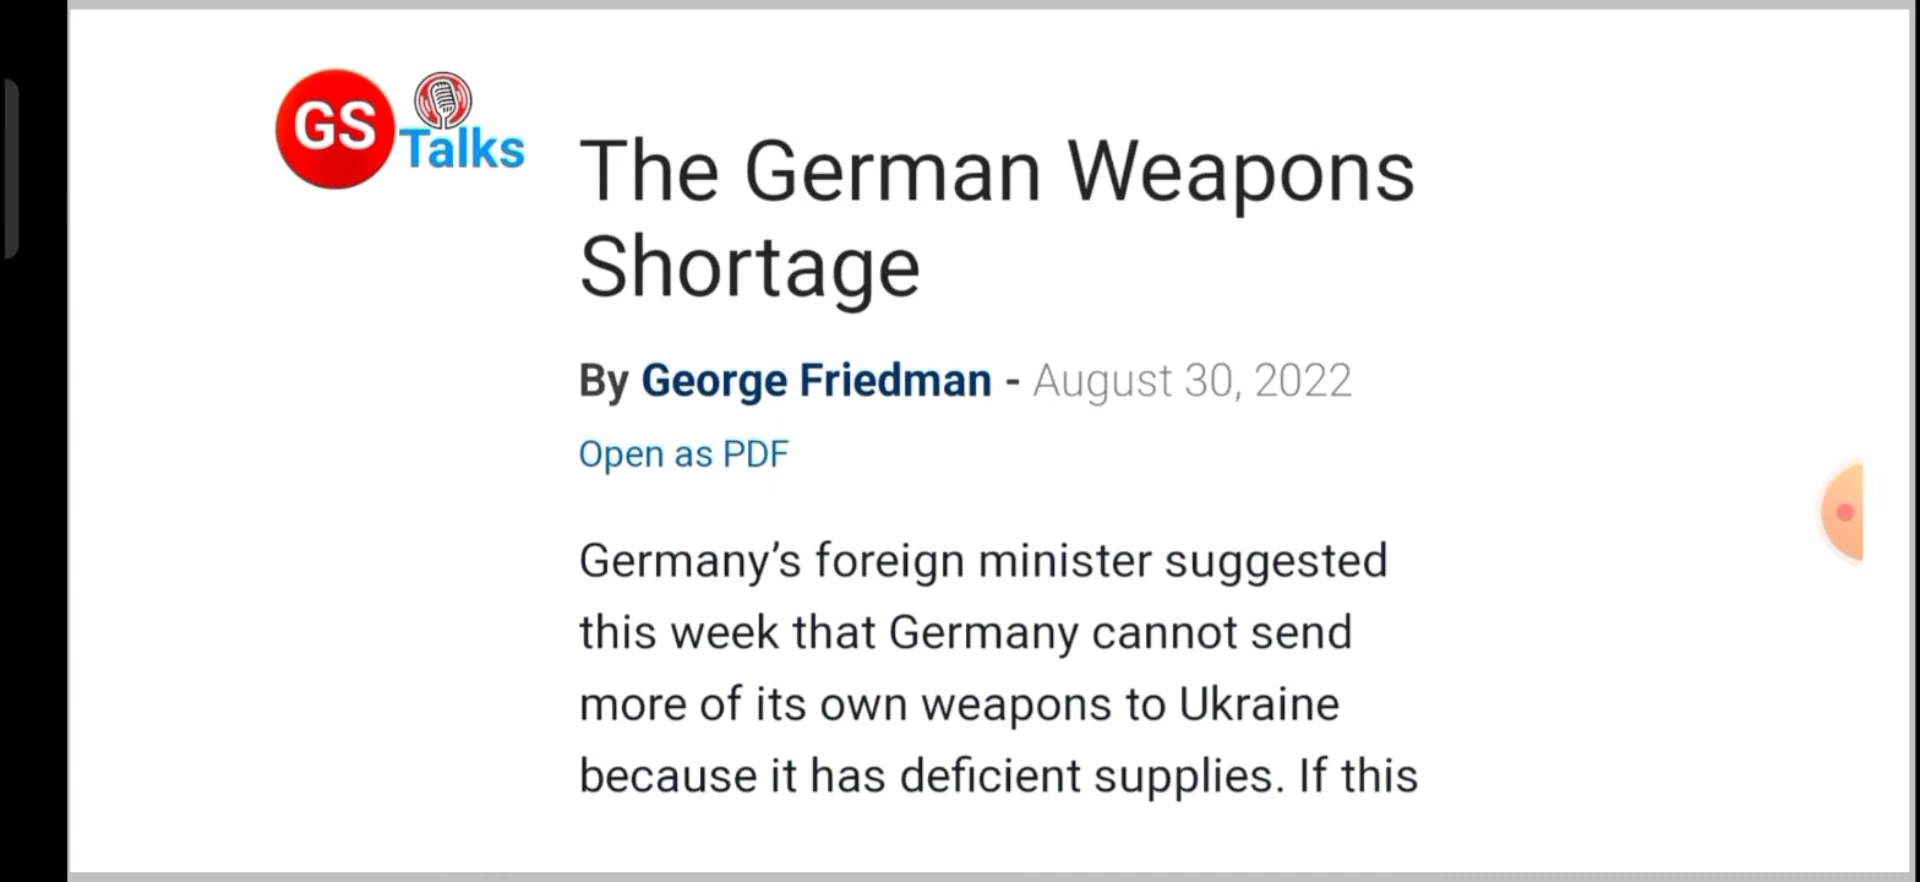 GS
Talks
The German Weapons
Shortage
By George Friedman - August 30, 2022
Open as PDF
Germany’s foreign minister suggested
this week that Germany cannot send
more of its own weapons to Ukraine
because it has deficient supplies. If this